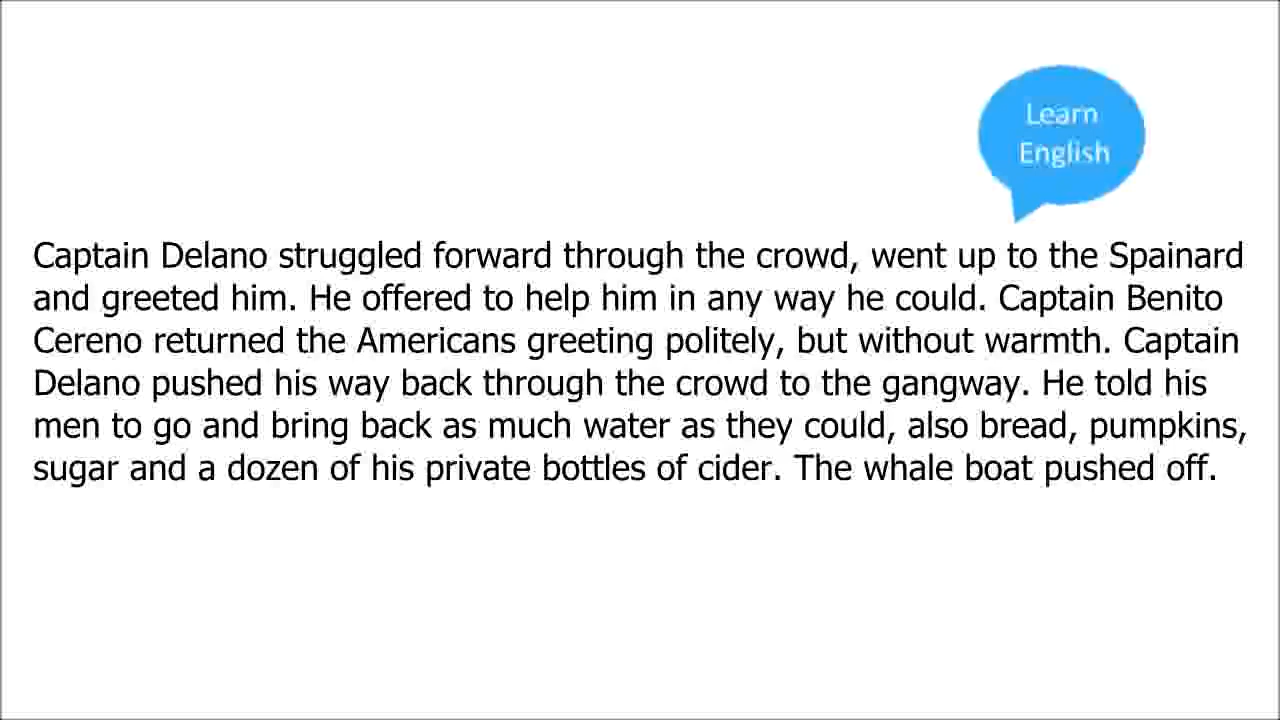 Learn
English
Captain Delano struggled forward through the crowd, went up to the Spainard
and greeted him. He offered to help him in any way he could. Captain Benito
Cereno returned the Americans greeting politely, but without warmth. Captain
Delano pushed his way back through the crowd to the gangway. He told his
men to go and bring back as much water as they could, also bread, pumpkins,
sugar and a dozen of his private bottles of cider. The whale boat pushed off.